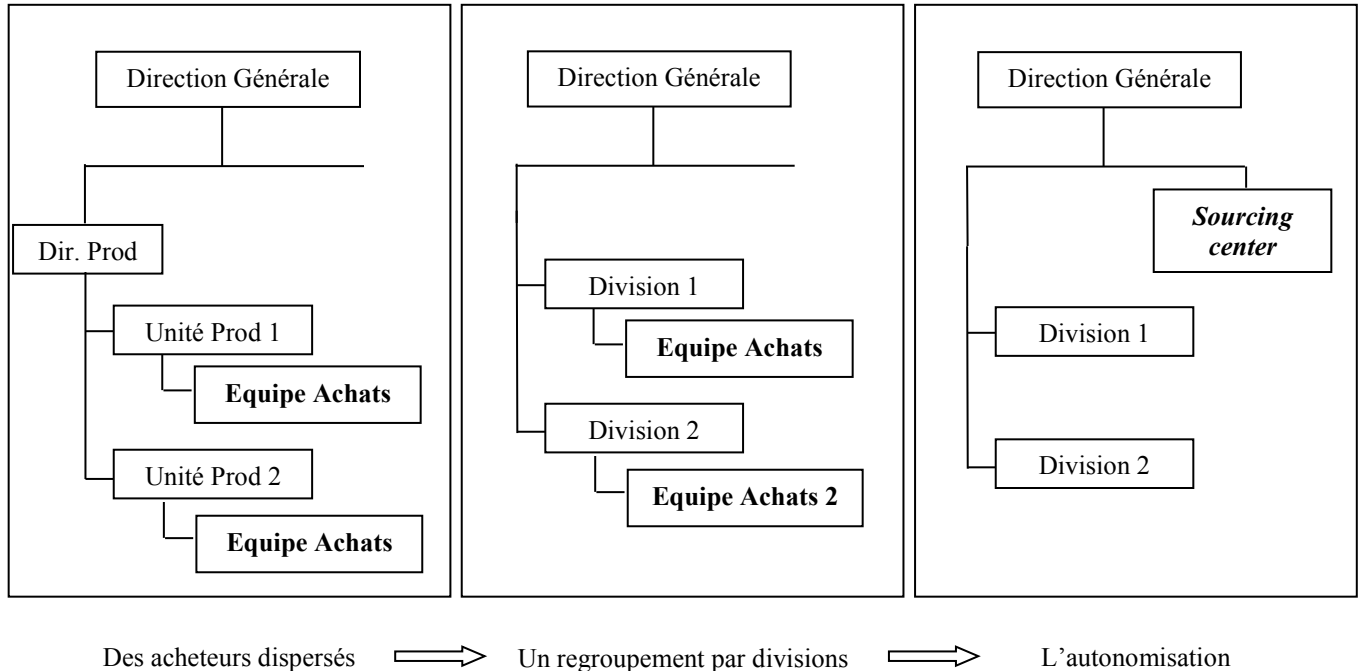 Direction Générale
Dir. Prod
Unité Prod 1
Equipe Achats
Unité Prod 2
Equipe Achats
Direction Générale
Division 1
Equipe Achats
Division 2
Equipe Achats 2
Direction Générale
Sourcing
center
Division 1
Division 2
Des acheteurs dispersés
Un regroupement par divisions
L'autonomisation